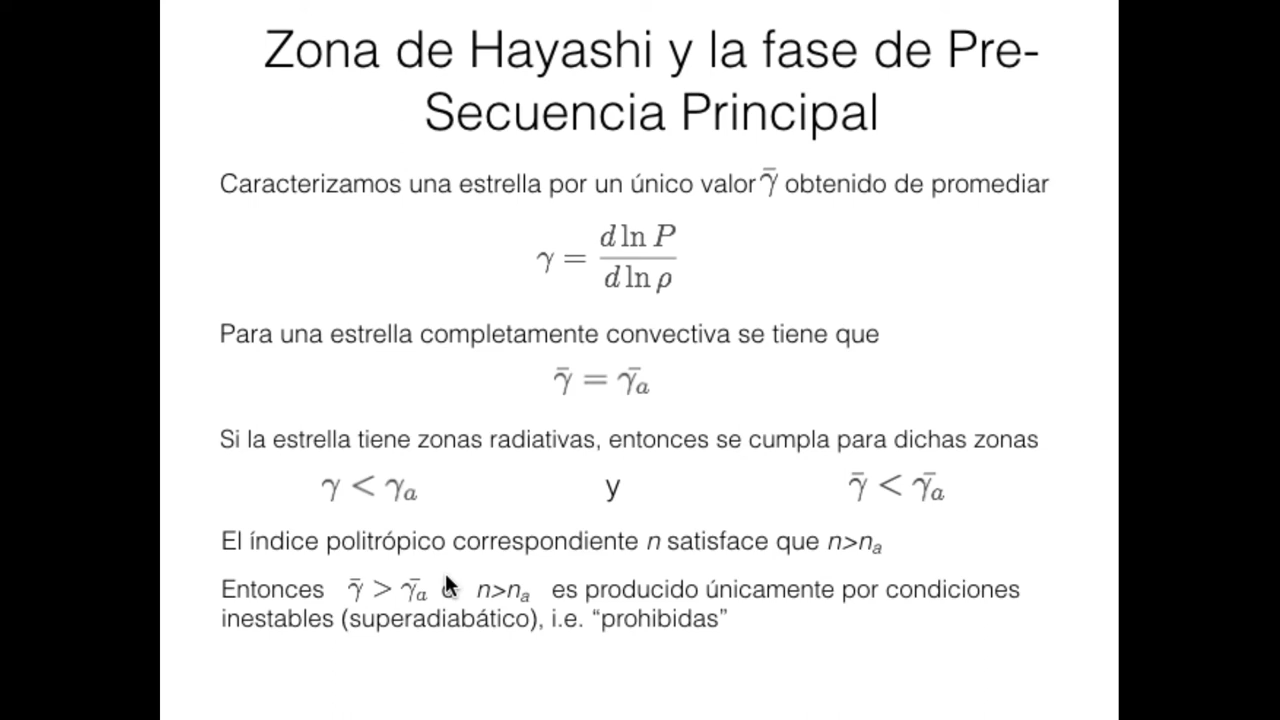 Zona de Hayashi y la fase de Pre-
Secuencia Principal
Caracterizamos una estrella por un único valor γ̄ obtenido de promediar
γ = d ln P / d ln ρ
Para una estrella completamente convectiva se tiene que
γ̄ = γ̄ₐ
Si la estrella tiene zonas radiativas, entonces se cumpla para dichas zonas
γ < γₐ y γ̄ < γ̄ₐ
El índice politrópico correspondiente n satisface que n>nₐ
Entonces γ̄ > γ̄ₐ n>nₐ es producido únicamente por condiciones
inestables (superadiabático), i.e. “prohibidas”